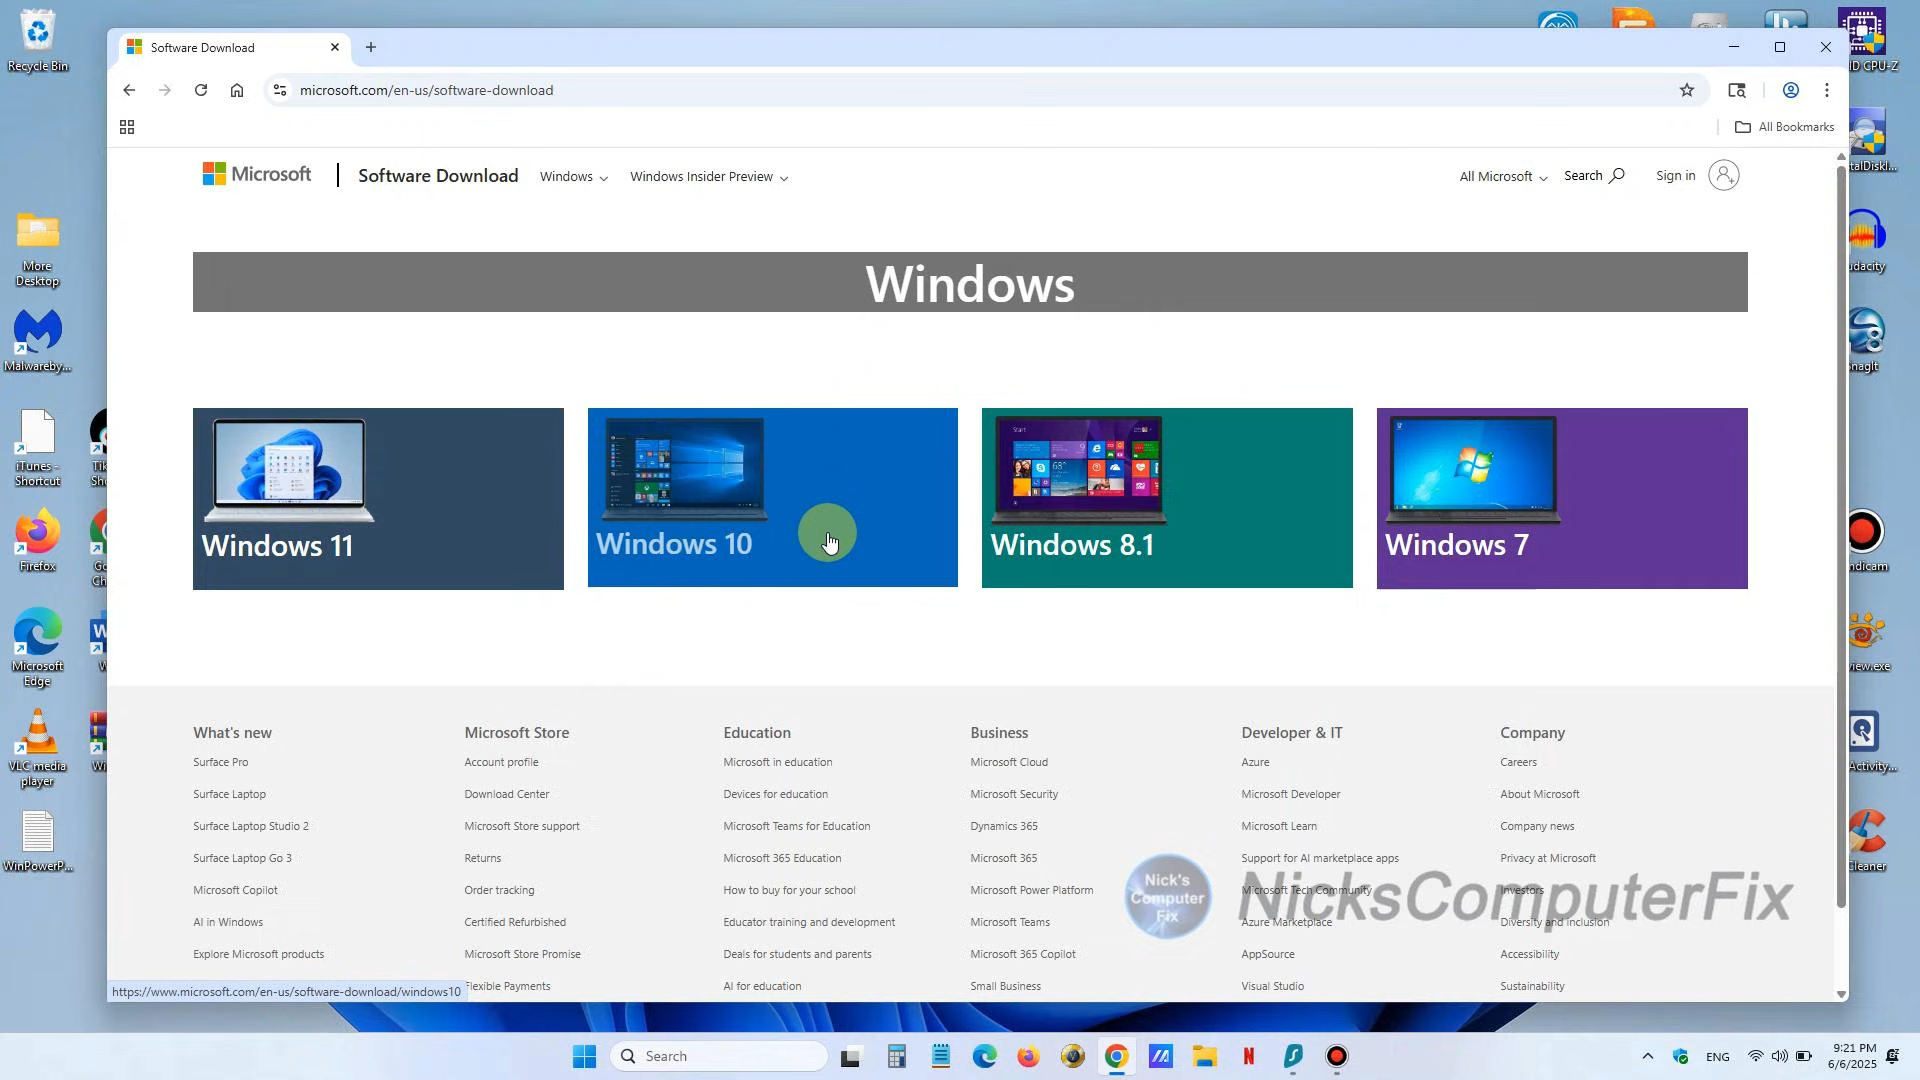 Recycle Bin
More
Desktop
Malwareby...
iTunes -
Shortcut
Firefox
Microsoft
Edge
VLC media
player
WinPowerP...
Software Download
microsoft.com/en-us/software-download
All Bookmarks
Microsoft
Software Download
Windows
Windows Insider Preview
All Microsoft
Search
Sign in
Windows
Windows 11
Windows 10
Windows 8.1
Windows 7
What's new
Surface Pro
Surface Laptop
Surface Laptop Studio 2
Surface Laptop Go 3
Microsoft Copilot
AI in Windows
Explore Microsoft products
Microsoft Store
Account profile
Download Center
Microsoft Store support
Returns
Order tracking
Certified Refurbished
Microsoft Store Promise
Flexible Payments
Education
Microsoft in education
Devices for education
Microsoft Teams for Education
Microsoft 365 Education
How to buy for your school
Educator training and development
Deals for students and parents
AI for education
Business
Microsoft Cloud
Microsoft Security
Dynamics 365
Microsoft 365
Microsoft Power Platform
Microsoft Teams
Microsoft 365 Copilot
Small Business
Developer & IT
Azure
Microsoft Developer
Microsoft Learn
Support for AI marketplace apps
Microsoft Tech Community
Azure Marketplace
AppSource
Visual Studio
Company
Careers
About Microsoft
Company news
Privacy at Microsoft
Investors
Diversity and inclusion
Accessibility
Sustainability
Nick's
Computer
Fix
NicksComputerFix
https://www.microsoft.com/en-us/software-download/windows10
Search
ENG
9:21 PM
6/6/2025